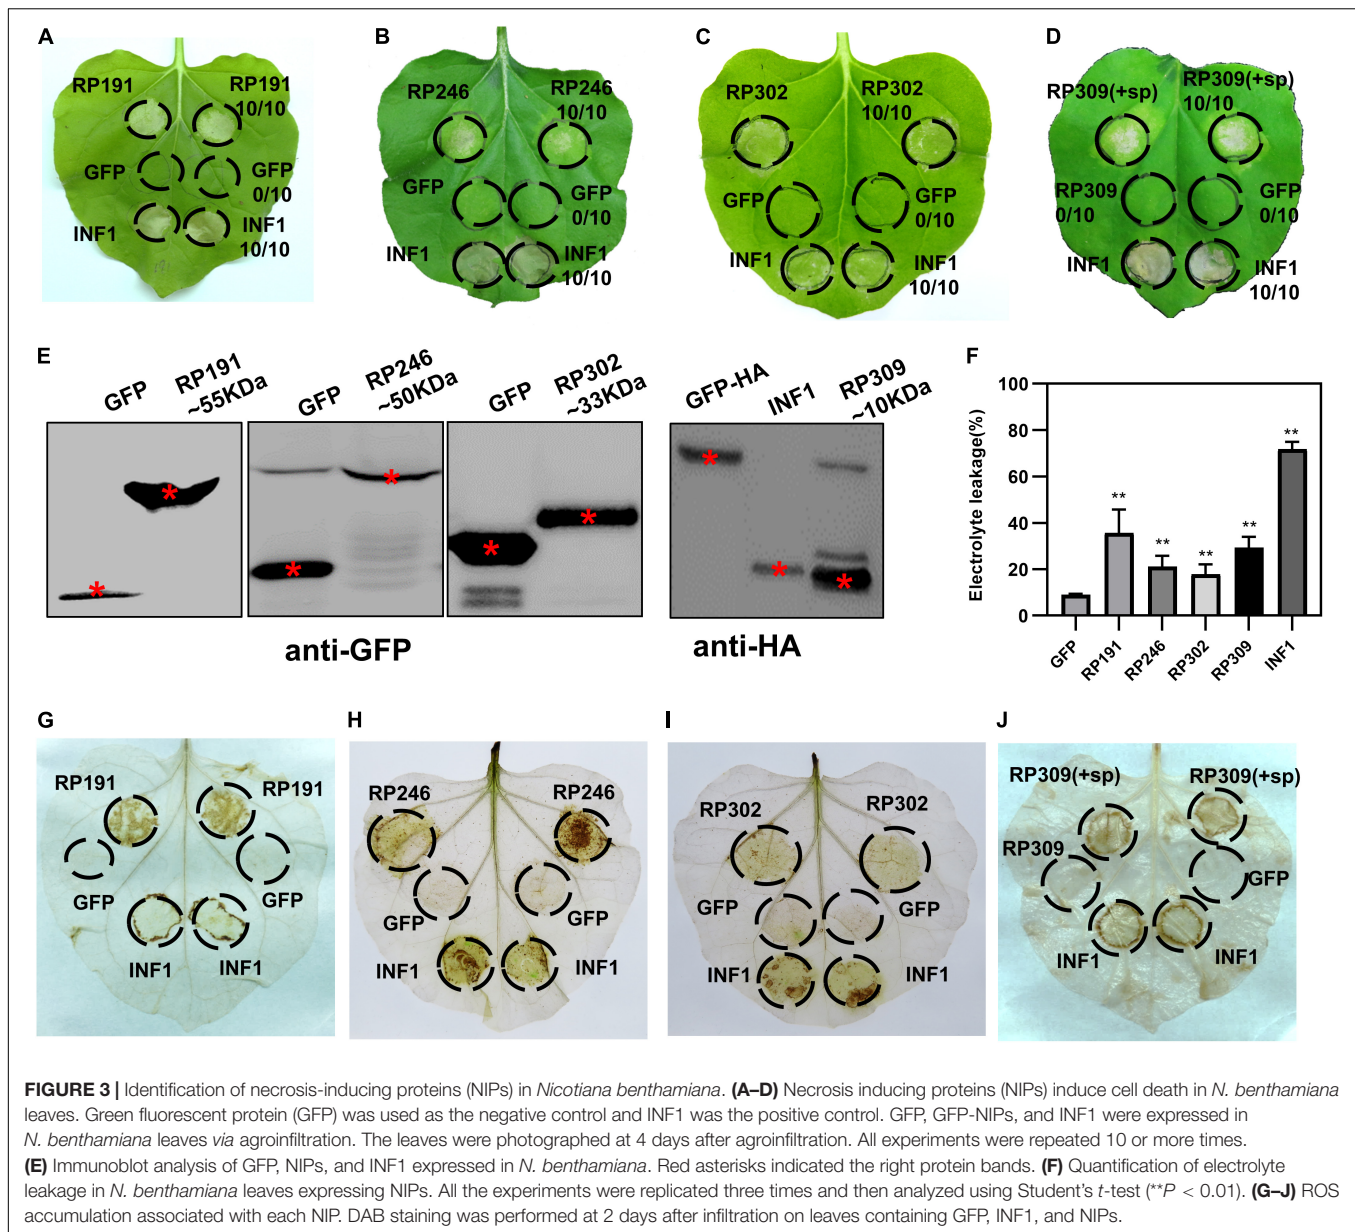 A
RP191
RP191
10/10
GFP
GFP
0/10
INF1
INF1
10/10
B
RP246
RP246
10/10
GFP
GFP
0/10
INF1
INF1
10/10
C
RP302
RP302
10/10
GFP
GFP
0/10
INF1
INF1
10/10
D
RP309(+sp)
RP309(+sp)
10/10
RP309
0/10
GFP
0/10
INF1
INF1
10/10
E
GFP
RP191
~55KDa
GFP
RP246
~50KDa
GFP
RP302
~33KDa
GFP-HA
INF1
RP309
~10KDa
* * * * * * * * *
anti-GFP
anti-HA
F
Electrolyte leakage(%)
100
80
60
40
20
0
**
**
**
**
**
GFP
RP191
RP246
RP302
RP309
INF1
G
RP191
RP191
GFP
GFP
INF1
INF1
H
RP246
RP246
GFP
GFP
INF1
INF1
I
RP302
RP302
GFP
GFP
INF1
INF1
J
RP309(+sp)
RP309(+sp)
RP309
GFP
INF1
INF1
FIGURE 3 | Identification of necrosis-inducing proteins (NIPs) in Nicotiana benthamiana. (A–D) Necrosis inducing proteins (NIPs) induce cell death in N. benthamiana
leaves. Green fluorescent protein (GFP) was used as the negative control and INF1 was the positive control. GFP, GFP-NIPs, and INF1 were expressed in
N. benthamiana leaves via agroinfiltration. The leaves were photographed at 4 days after agroinfiltration. All experiments were repeated 10 or more times.
(E) Immunoblot analysis of GFP, NIPs, and INF1 expressed in N. benthamiana. Red asterisks indicated the right protein bands. (F) Quantification of electrolyte
leakage in N. benthamiana leaves expressing NIPs. All the experiments were replicated three times and then analyzed using Student's t-test (**P < 0.01). (G–J) ROS
accumulation associated with each NIP. DAB staining was performed at 2 days after infiltration on leaves containing GFP, INF1, and NIPs.